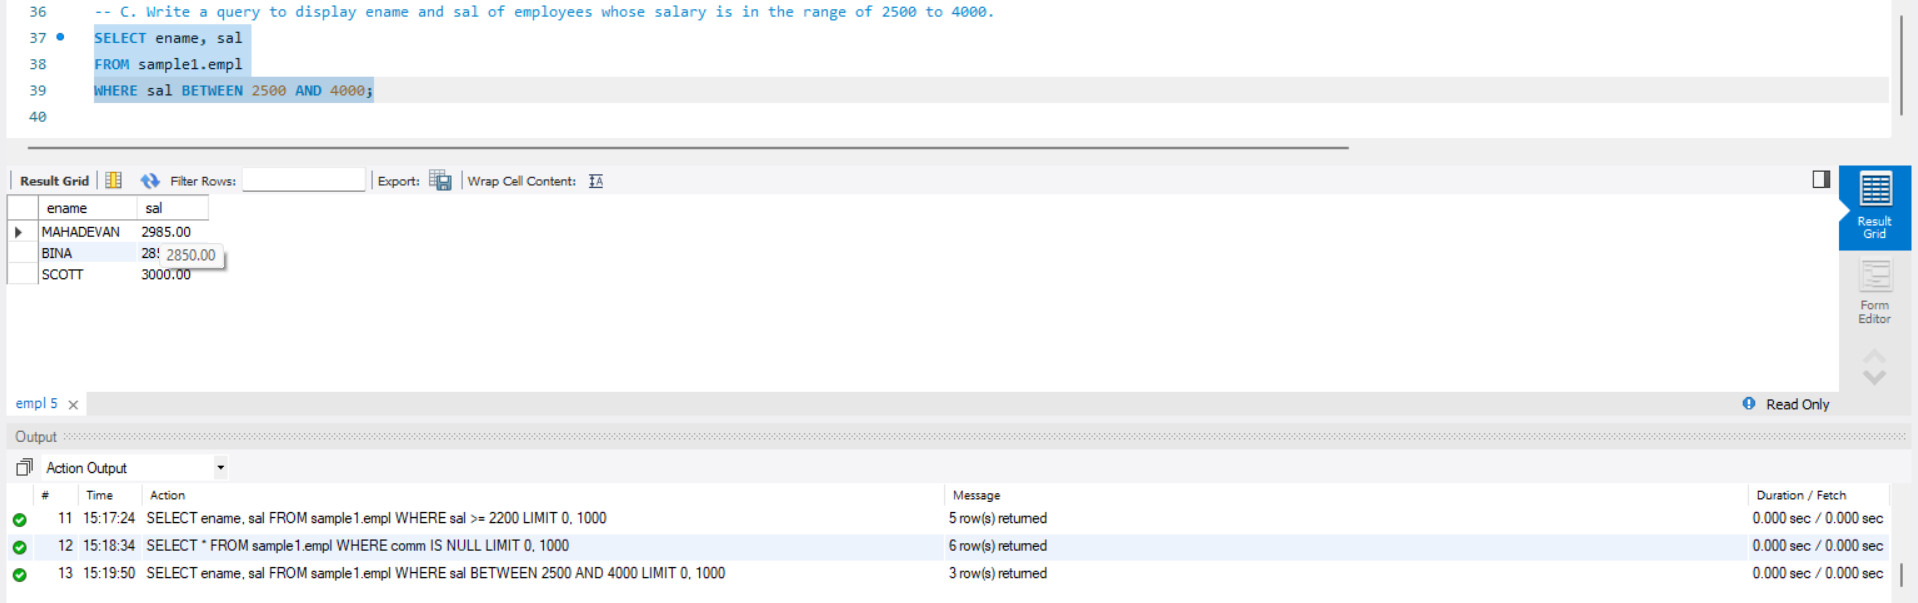 36 -- C. Write a query to display ename and sal of employees whose salary is in the range of 2500 to 4000.
37 SELECT ename, sal
38 FROM sample1.empl
39 WHERE sal BETWEEN 2500 AND 4000;
40
Result Grid Filter Rows: Export: Wrap Cell Content: IA
ename sal
MAHADEVAN 2985.00
BINA 285 2850.00
SCOTT 3000.00
Result
Grid
Form
Editor
empl 5 Read Only
Output
Action Output
# Time Action Message Duration / Fetch
11 15:17:24 SELECT ename, sal FROM sample1.empl WHERE sal >= 2200 LIMIT 0, 1000 5 row(s) returned 0.000 sec / 0.000 sec
12 15:18:34 SELECT * FROM sample1.empl WHERE comm IS NULL LIMIT 0, 1000 6 row(s) returned 0.000 sec / 0.000 sec
13 15:19:50 SELECT ename, sal FROM sample1.empl WHERE sal BETWEEN 2500 AND 4000 LIMIT 0, 1000 3 row(s) returned 0.000 sec / 0.000 sec